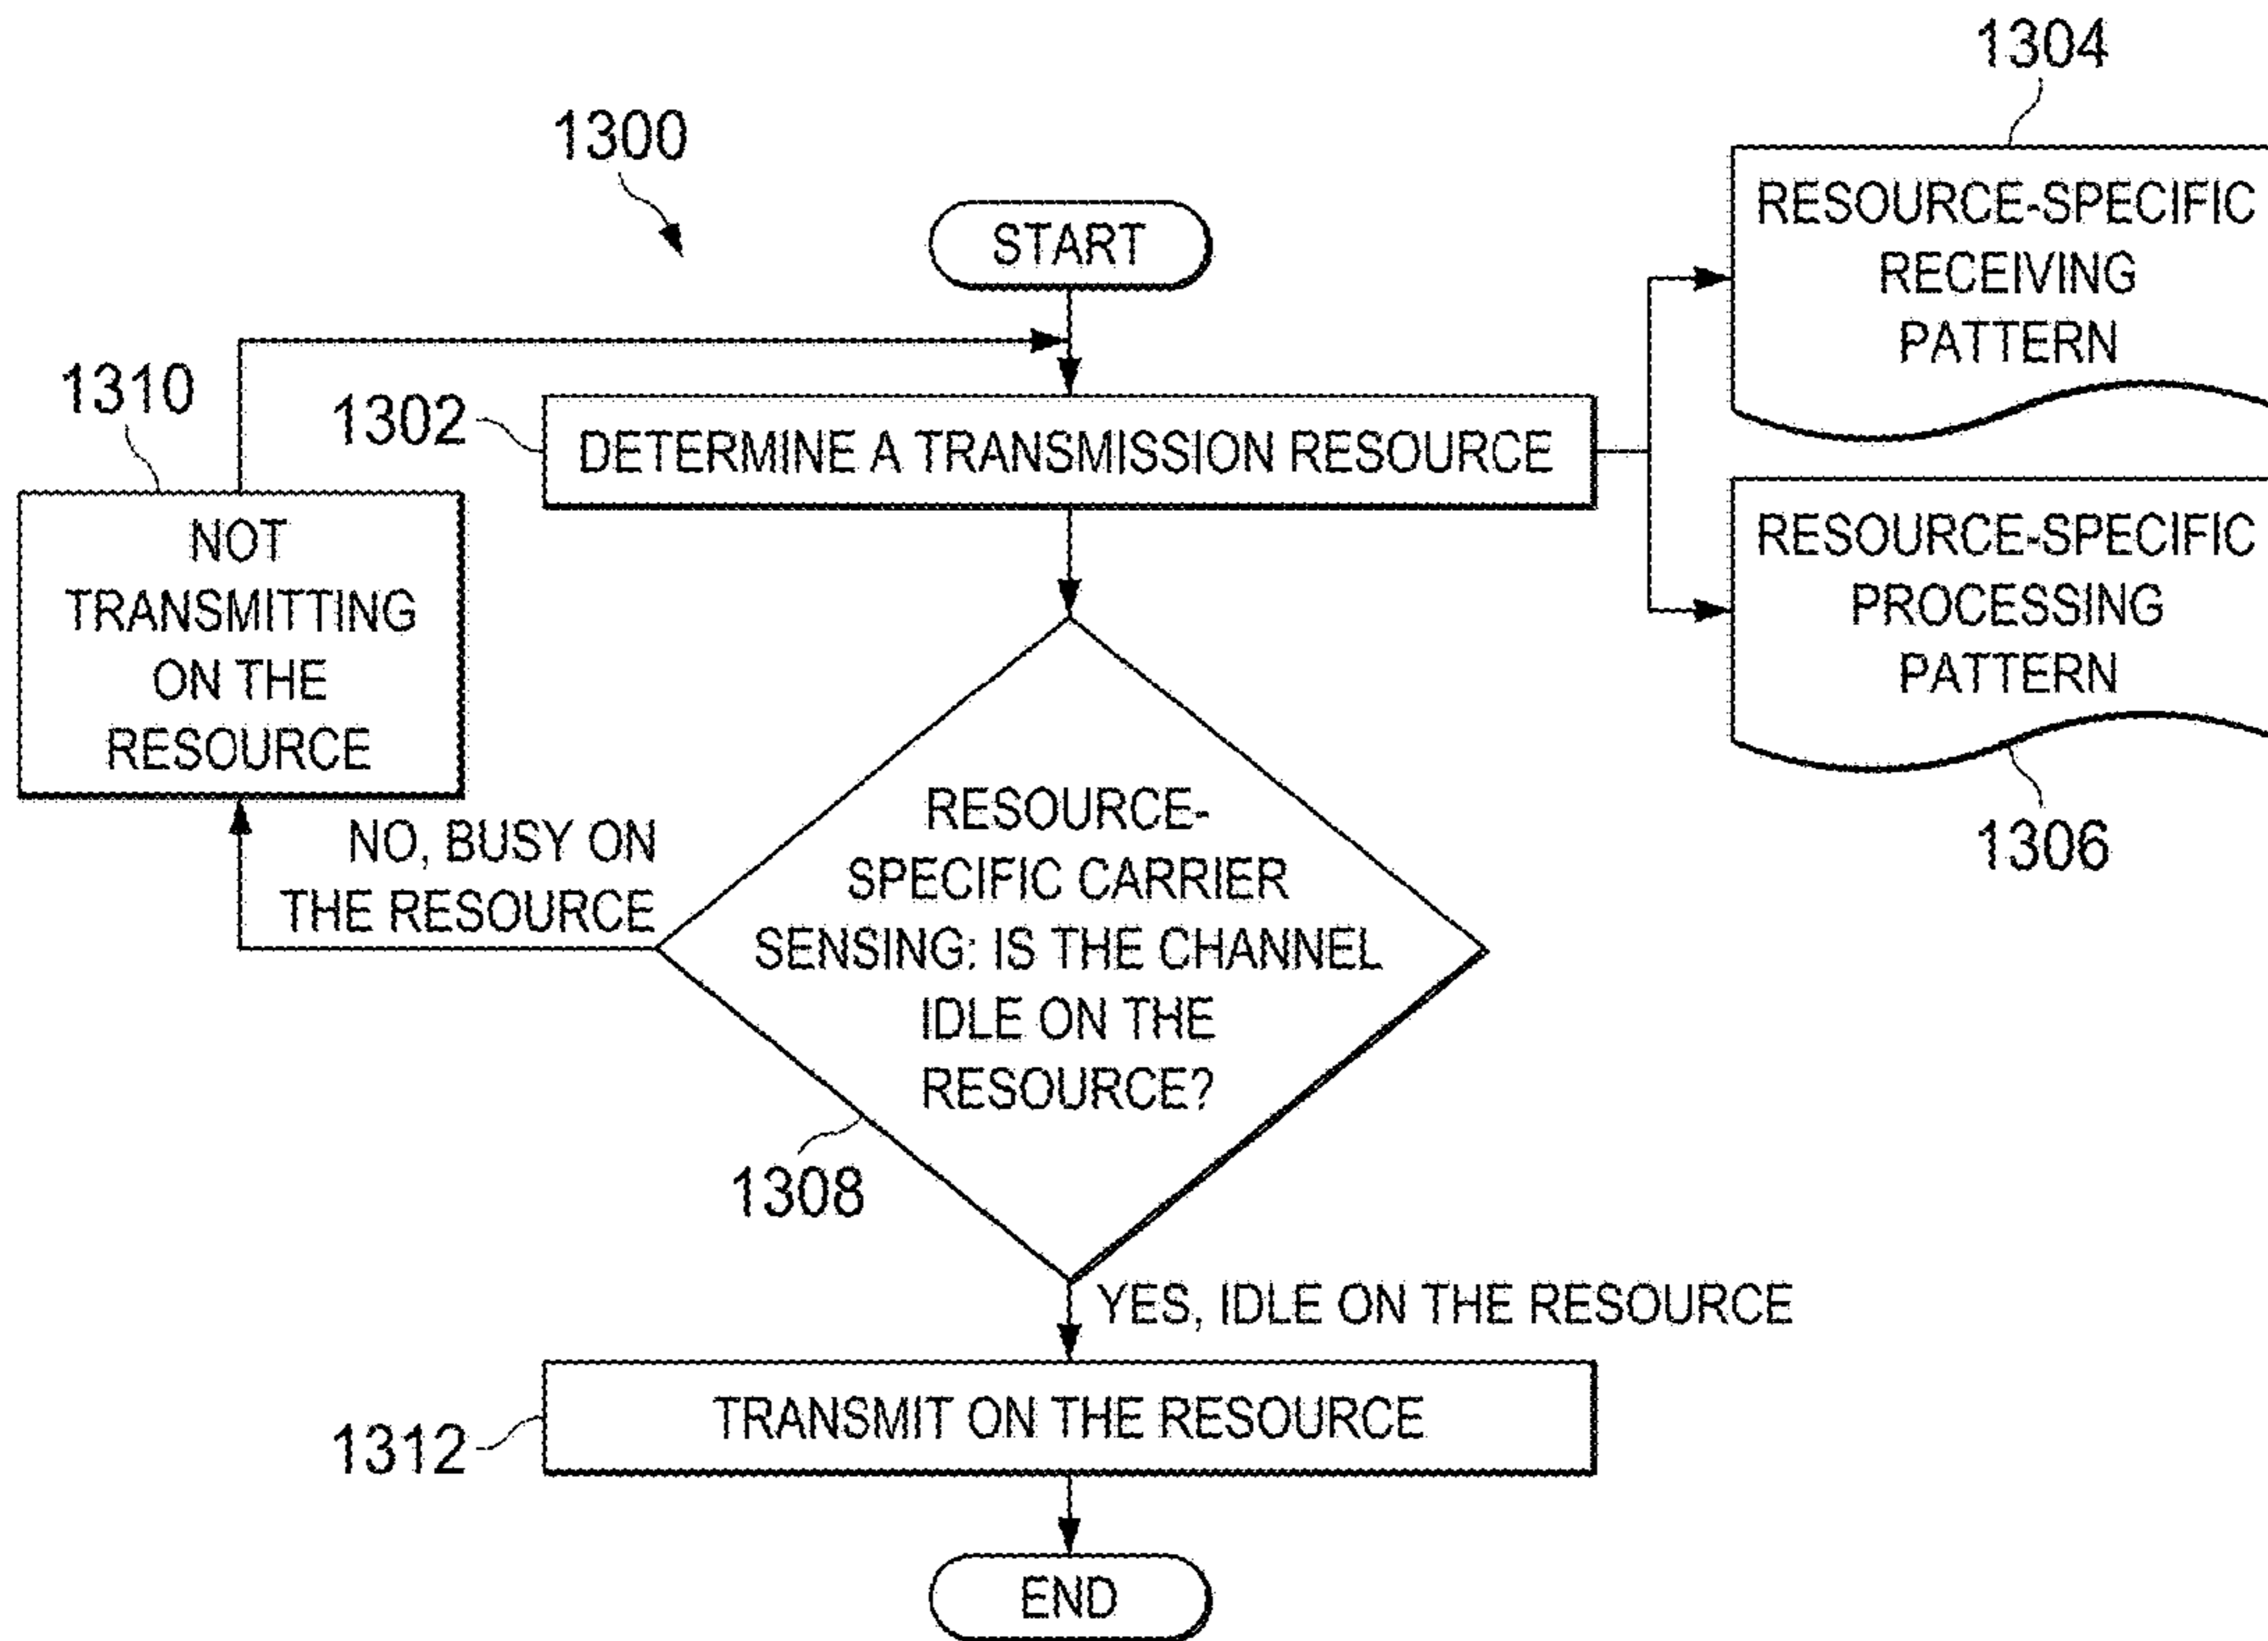 1304
1300
START
RESOURCE-SPECIFIC
RECEIVING
PATTERN
1310
1302
DETERMINE A TRANSMISSION RESOURCE
NOT
TRANSMITTING
ON THE
RESOURCE
RESOURCE-SPECIFIC
PROCESSING
PATTERN
1306
NO, BUSY ON
THE RESOURCE
RESOURCE-
SPECIFIC CARRIER
SENSING: IS THE CHANNEL
IDLE ON THE
RESOURCE?
1308
YES, IDLE ON THE RESOURCE
TRANSMIT ON THE RESOURCE
1312
END